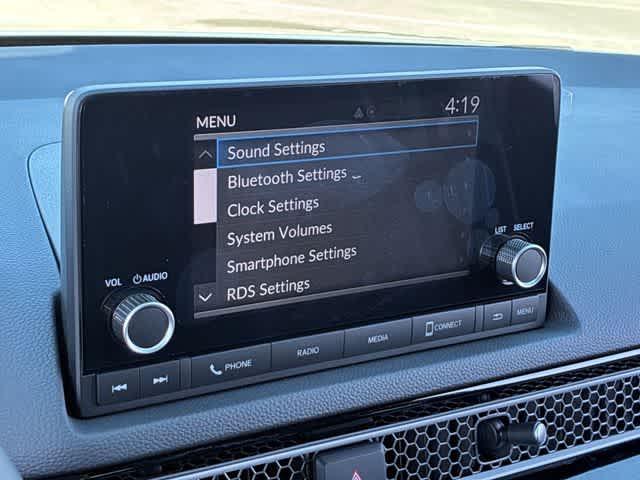 MENU
4:19
Sound Settings
Bluetooth Settings
Clock Settings
System Volumes
Smartphone Settings
RDS Settings
VOL AUDIO
LIST SELECT
PHONE
RADIO
MEDIA
CONNECT
MENU